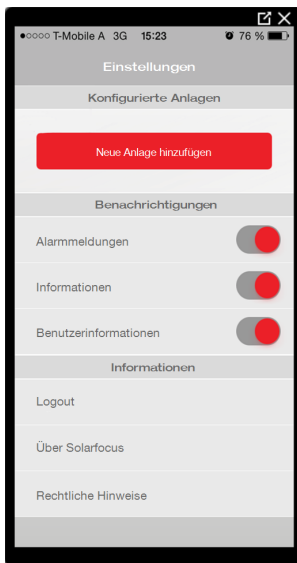 T-Mobile A 3G 15:23 76 %
Einstellungen
Konfigurierte Anlagen
Neue Anlage hinzufügen
Benachrichtigungen
Alarmmeldungen
Informationen
Benutzerinformationen
Informationen
Logout
Über Solarfocus
Rechtliche Hinweise